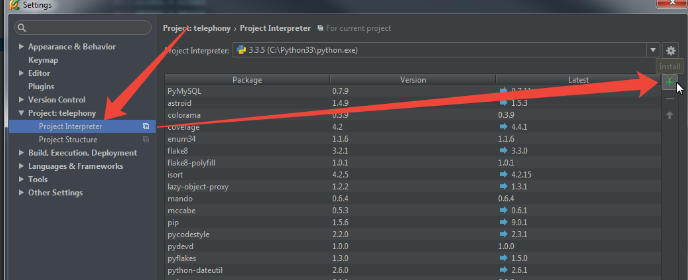 Settings
Project: telephony › Project Interpreter For current project
Appearance & Behavior
Keymap
Editor
Plugins
Version Control
Project: telephony
Project Interpreter
Project Structure
Build, Execution, Deployment
Languages & Frameworks
Tools
Other Settings
Project Interpreter: 3.3.5 (C:\Python33\python.exe)
Install
Package Version Latest
PyMySQL 0.7.9
astroid 1.4.9 1.5.3
colorama 0.3.9 0.3.9
coverage 4.2 4.4.1
enum34 1.1.6 1.1.6
flake8 3.2.1 3.3.0
flake8-polyfill 1.0.1 1.0.1
isort 4.2.5 4.2.15
lazy-object-proxy 1.2.2 1.3.1
mando 0.6.4 0.6.4
mccabe 0.5.3 0.6.1
pip 1.5.6 9.0.1
pycodestyle 2.2.0 2.3.1
pydevd 1.0.0 1.0.0
pyflakes 1.3.0 1.5.0
python-dateutil 2.6.0 2.6.1